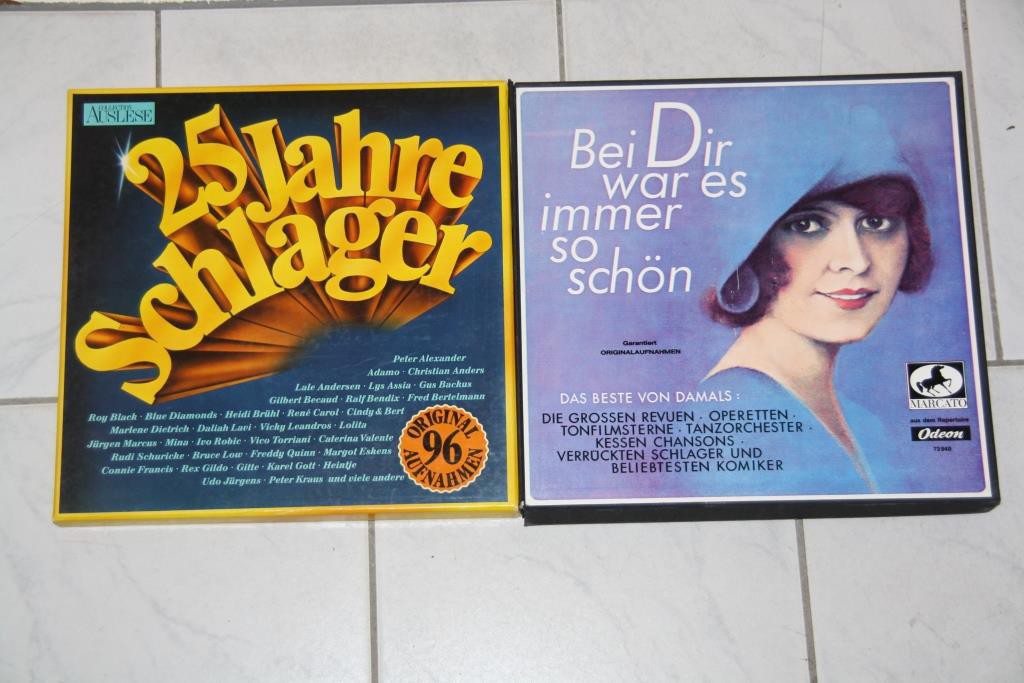 COLLECTION
AUSLESE
25 Jahre
Schlager
Peter Alexander
Adamo · Christian Anders
Lale Andersen · Lys Assia · Gus Backus
Gilbert Becaud · Ralf Bendix · Fred Bertelmann
Roy Black · Blue Diamonds · Heidi Brühl · René Carol · Cindy & Bert
Marlene Dietrich · Daliah Lavi · Vicky Leandros · Lolita
Jürgen Marcus · Mina · Ivo Robic · Vico Torriani · Caterina Valente
Rudi Schuricke · Bruce Low · Freddy Quinn · Margot Eskens
Connie Francis · Rex Gildo · Gitte · Karel Gott · Heintje
Udo Jürgens · Peter Kraus und viele andere
ORIGINAL
96
AUFNAHMEN
Bei Dir
war es
immer
so
schön
Garantiert
ORIGINALAUFNAHMEN
DAS BESTE VON DAMALS :
DIE GROSSEN REVUEN · OPERETTEN ·
TONFILMSTERNE · TANZORCHESTER ·
KESSEN CHANSONS ·
VERRÜCKTEN SCHLAGER UND
BELIEBTESTEN KOMIKER
MARCATO
aus dem Repertoire
Odeon
73940